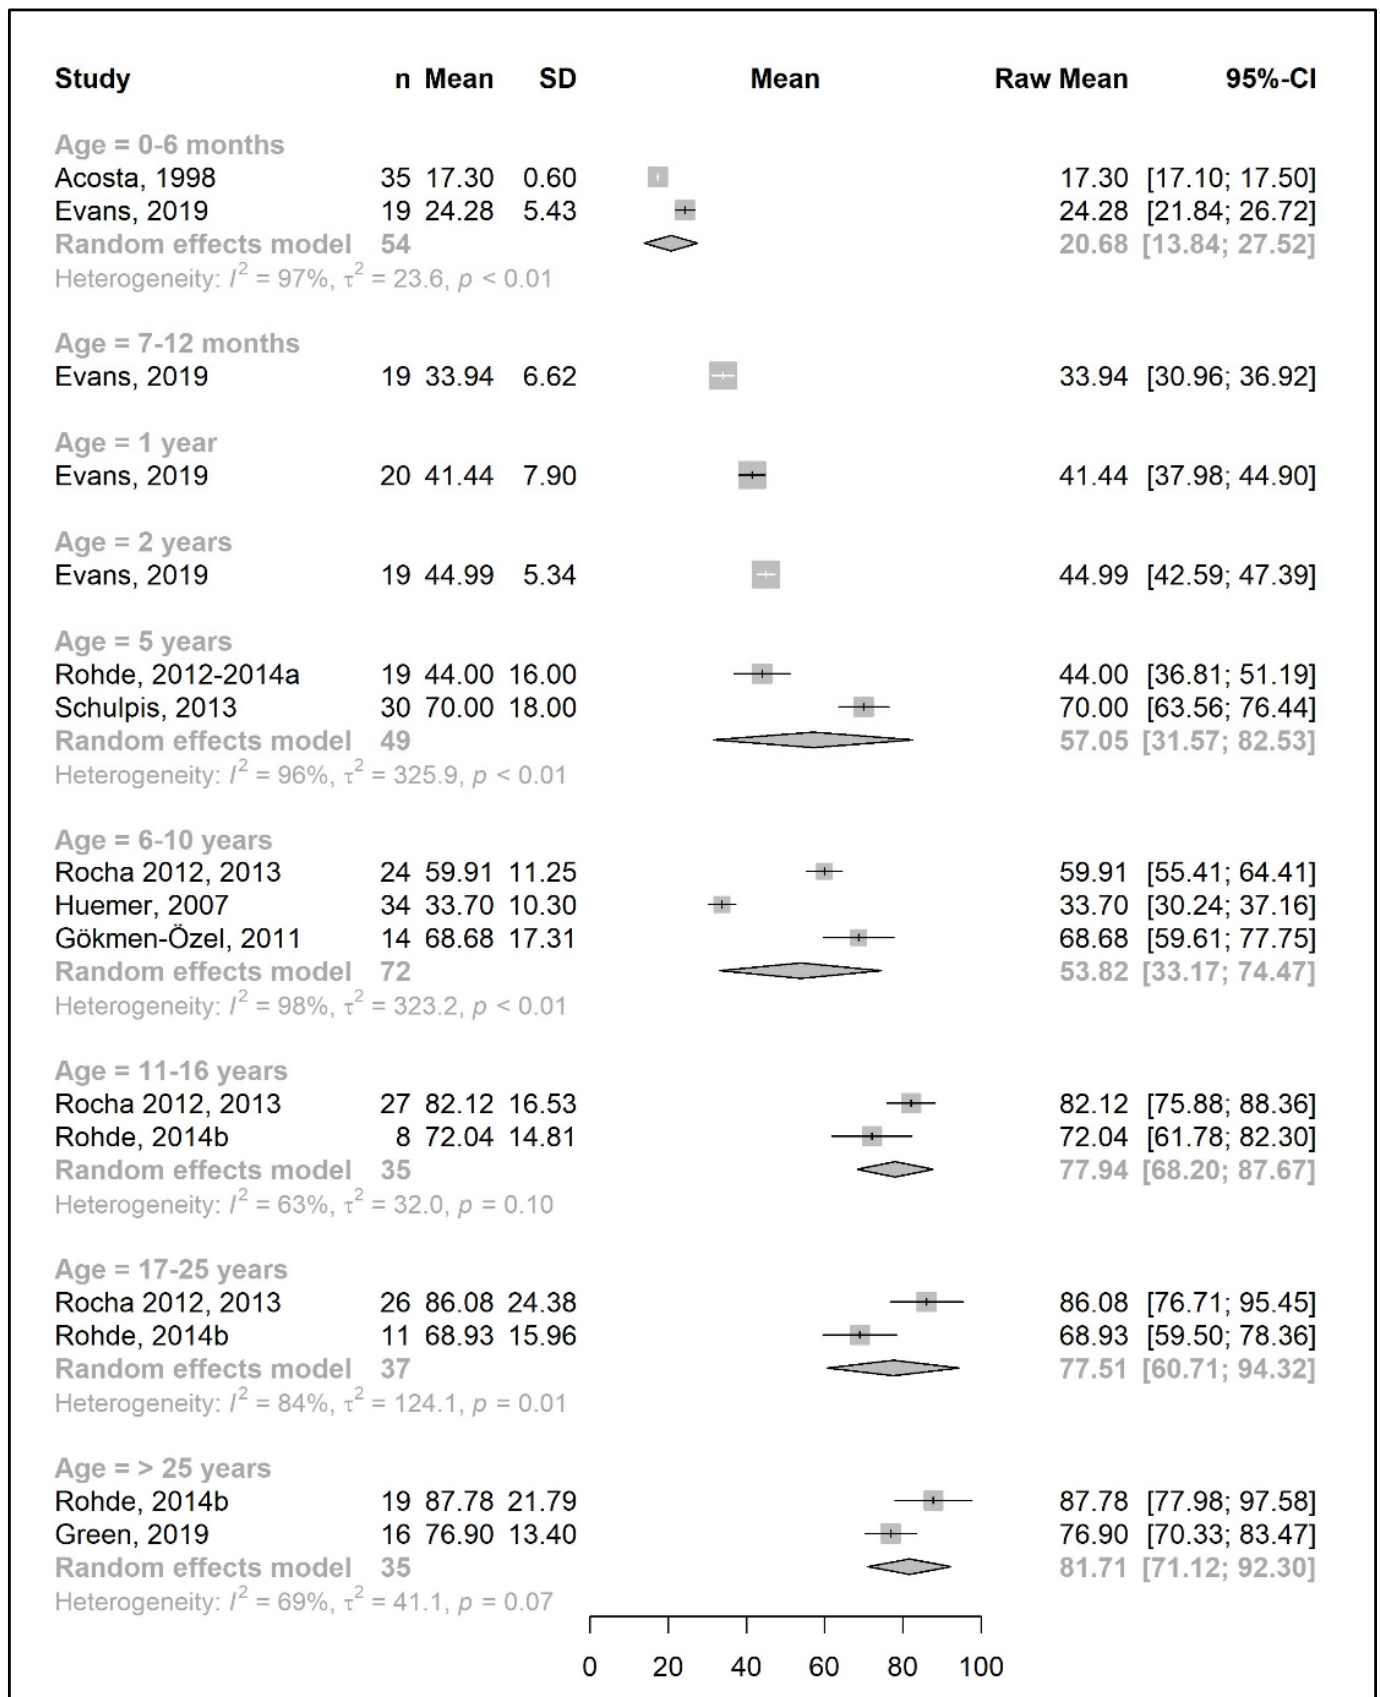 Study n Mean SD Mean Raw Mean 95%-CI
Age = 0-6 months
Acosta, 1998 35 17.30 0.60 17.30 [17.10; 17.50]
Evans, 2019 19 24.28 5.43 24.28 [21.84; 26.72]
Random effects model 54 20.68 [13.84; 27.52]
Heterogeneity: I² = 97%, τ² = 23.6, p < 0.01
Age = 7-12 months
Evans, 2019 19 33.94 6.62 33.94 [30.96; 36.92]
Age = 1 year
Evans, 2019 20 41.44 7.90 41.44 [37.98; 44.90]
Age = 2 years
Evans, 2019 19 44.99 5.34 44.99 [42.59; 47.39]
Age = 5 years
Rohde, 2012-2014a 19 44.00 16.00 44.00 [36.81; 51.19]
Schulpis, 2013 30 70.00 18.00 70.00 [63.56; 76.44]
Random effects model 49 57.05 [31.57; 82.53]
Heterogeneity: I² = 96%, τ² = 325.9, p < 0.01
Age = 6-10 years
Rocha 2012, 2013 24 59.91 11.25 59.91 [55.41; 64.41]
Huemer, 2007 34 33.70 10.30 33.70 [30.24; 37.16]
Gökmen-Özel, 2011 14 68.68 17.31 68.68 [59.61; 77.75]
Random effects model 72 53.82 [33.17; 74.47]
Heterogeneity: I² = 98%, τ² = 323.2, p < 0.01
Age = 11-16 years
Rocha 2012, 2013 27 82.12 16.53 82.12 [75.88; 88.36]
Rohde, 2014b 8 72.04 14.81 72.04 [61.78; 82.30]
Random effects model 35 77.94 [68.20; 87.67]
Heterogeneity: I² = 63%, τ² = 32.0, p = 0.10
Age = 17-25 years
Rocha 2012, 2013 26 86.08 24.38 86.08 [76.71; 95.45]
Rohde, 2014b 11 68.93 15.96 68.93 [59.50; 78.36]
Random effects model 37 77.51 [60.71; 94.32]
Heterogeneity: I² = 84%, τ² = 124.1, p = 0.01
Age = > 25 years
Rohde, 2014b 19 87.78 21.79 87.78 [77.98; 97.58]
Green, 2019 16 76.90 13.40 76.90 [70.33; 83.47]
Random effects model 35 81.71 [71.12; 92.30]
Heterogeneity: I² = 69%, τ² = 41.1, p = 0.07
0 20 40 60 80 100